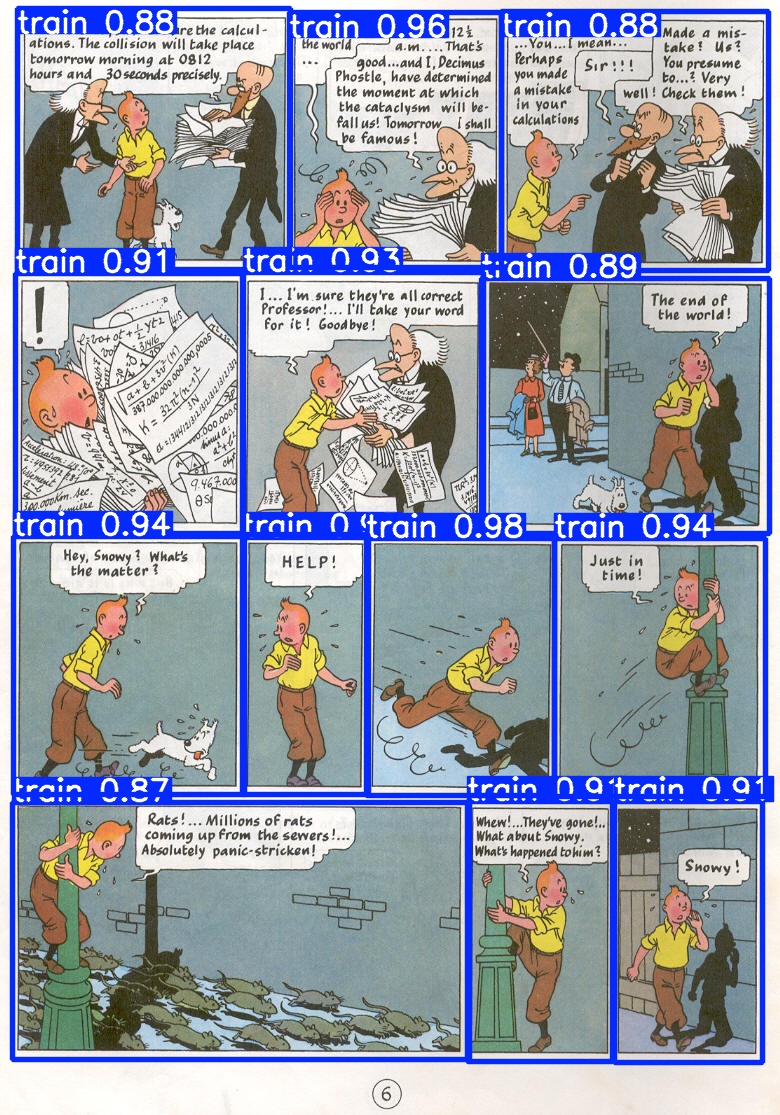 train 0.88
are the calcul-
ations. The collision will take place
tomorrow morning at 0812
hours and 30 seconds precisely.
train 0.96
12½
the world
...
a.m.... That's
good...and I, Decimus
Phostle, have determined
the moment at which
the cataclysm will be-
fall us! Tomorrow I shall
be famous!
train 0.88
...You...I mean...
Perhaps
you made
a mistake
in your
calculations
Sir!!!
Made a mis-
take? Us?
You presume
to...? Very
well! Check them!
train 0.91
!
train 0.93
I... I'm sure they're all correct
Professor!... I'll take your word
for it! Goodbye!
train 0.89
The end of
the world!
train 0.94
Hey, Snowy? What's
the matter?
train 0.9
HELP!
train 0.98
train 0.94
Just in
time!
train 0.87
Rats!... Millions of rats
coming up from the sewers!...
Absolutely panic-stricken!
train 0.91
Whew!...They've gone!..
What about Snowy.
What's happened to him?
train 0.91
Snowy!
6